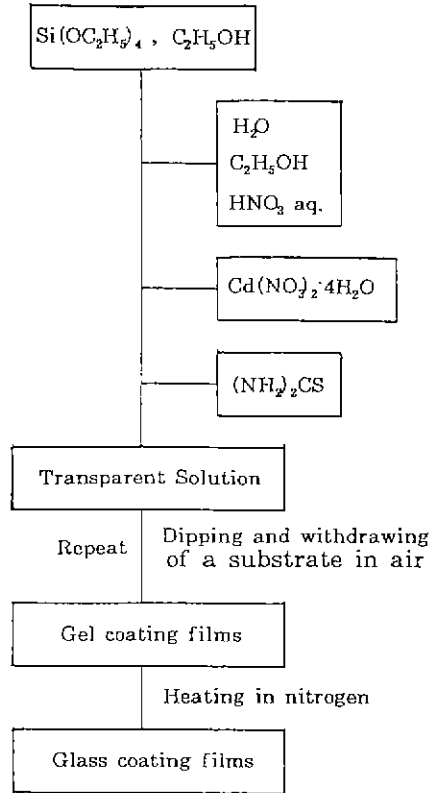 Si(OC₂H₅)₄ , C₂H₅OH
H₂O
C₂H₅OH
HNO₃ aq.
Cd(NO₃)₂·4H₂O
(NH₂)₂CS
Transparent Solution
Repeat
Dipping and withdrawing
of a substrate in air
Gel coating films
Heating in nitrogen
Glass coating films